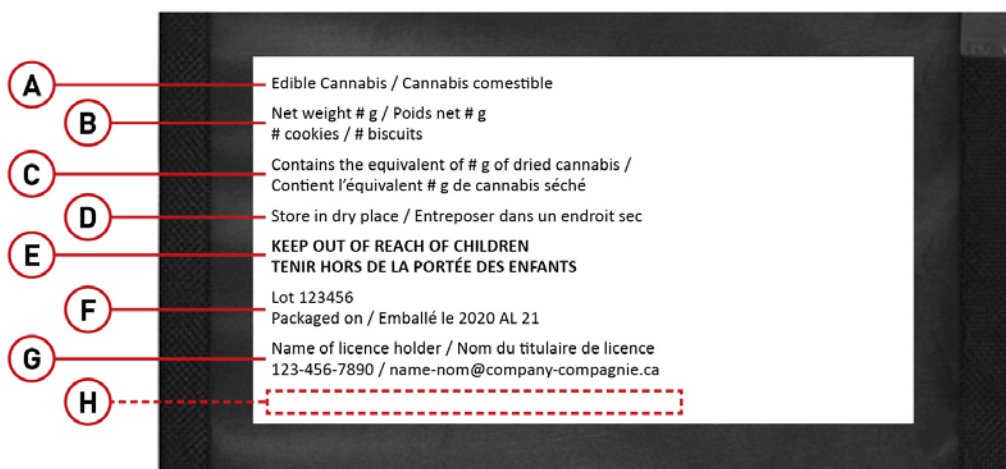 A
Edible Cannabis / Cannabis comestible
B
Net weight # g / Poids net # g
# cookies / # biscuits
C
Contains the equivalent of # g of dried cannabis /
Contient l'équivalent # g de cannabis séché
D
Store in dry place / Entreposer dans un endroit sec
E
KEEP OUT OF REACH OF CHILDREN
TENIR HORS DE LA PORTÉE DES ENFANTS
F
Lot 123456
Packaged on / Emballé le 2020 AL 21
G
Name of licence holder / Nom du titulaire de licence
123-456-7890 / name-nom@company-compagnie.ca
H